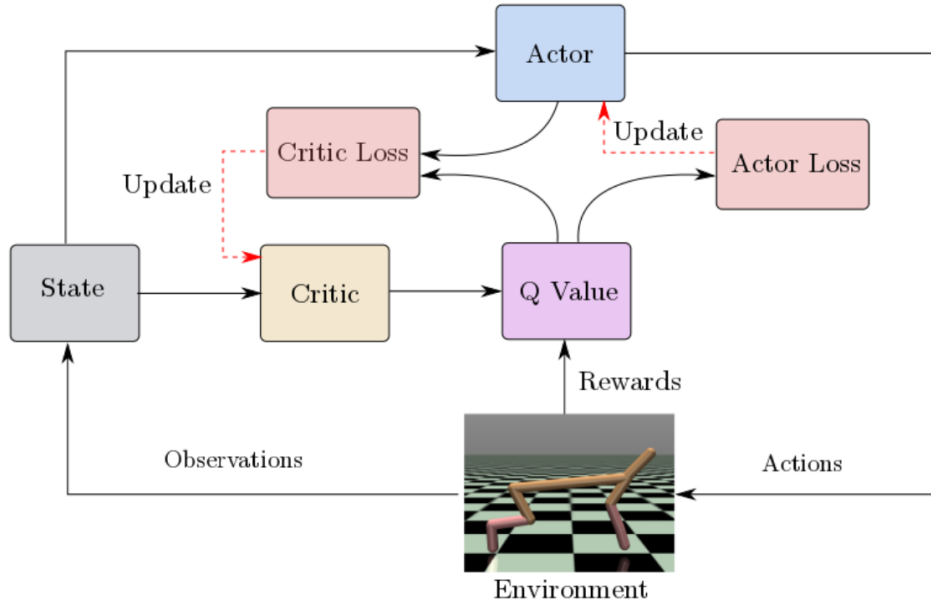 Actor
Update
Critic Loss
Actor Loss
Update
State
Critic
Q Value
Rewards
Observations
Actions
Environment